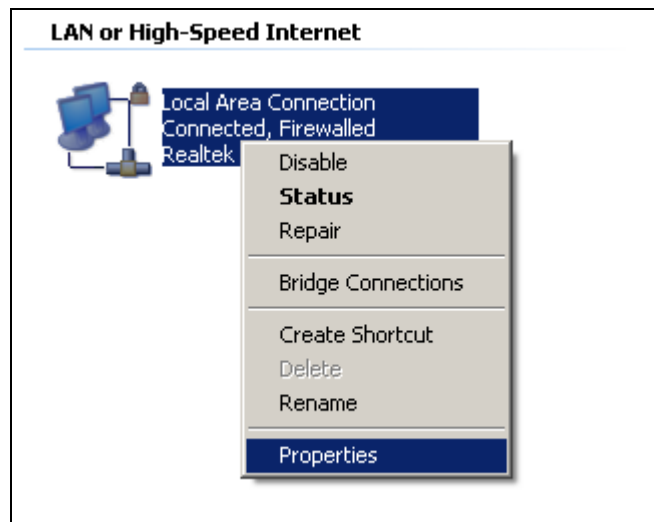 LAN or High-Speed Internet
Local Area Connection
Connected, Firewalled
Realtek
Disable
Status
Repair
Bridge Connections
Create Shortcut
Delete
Rename
Properties